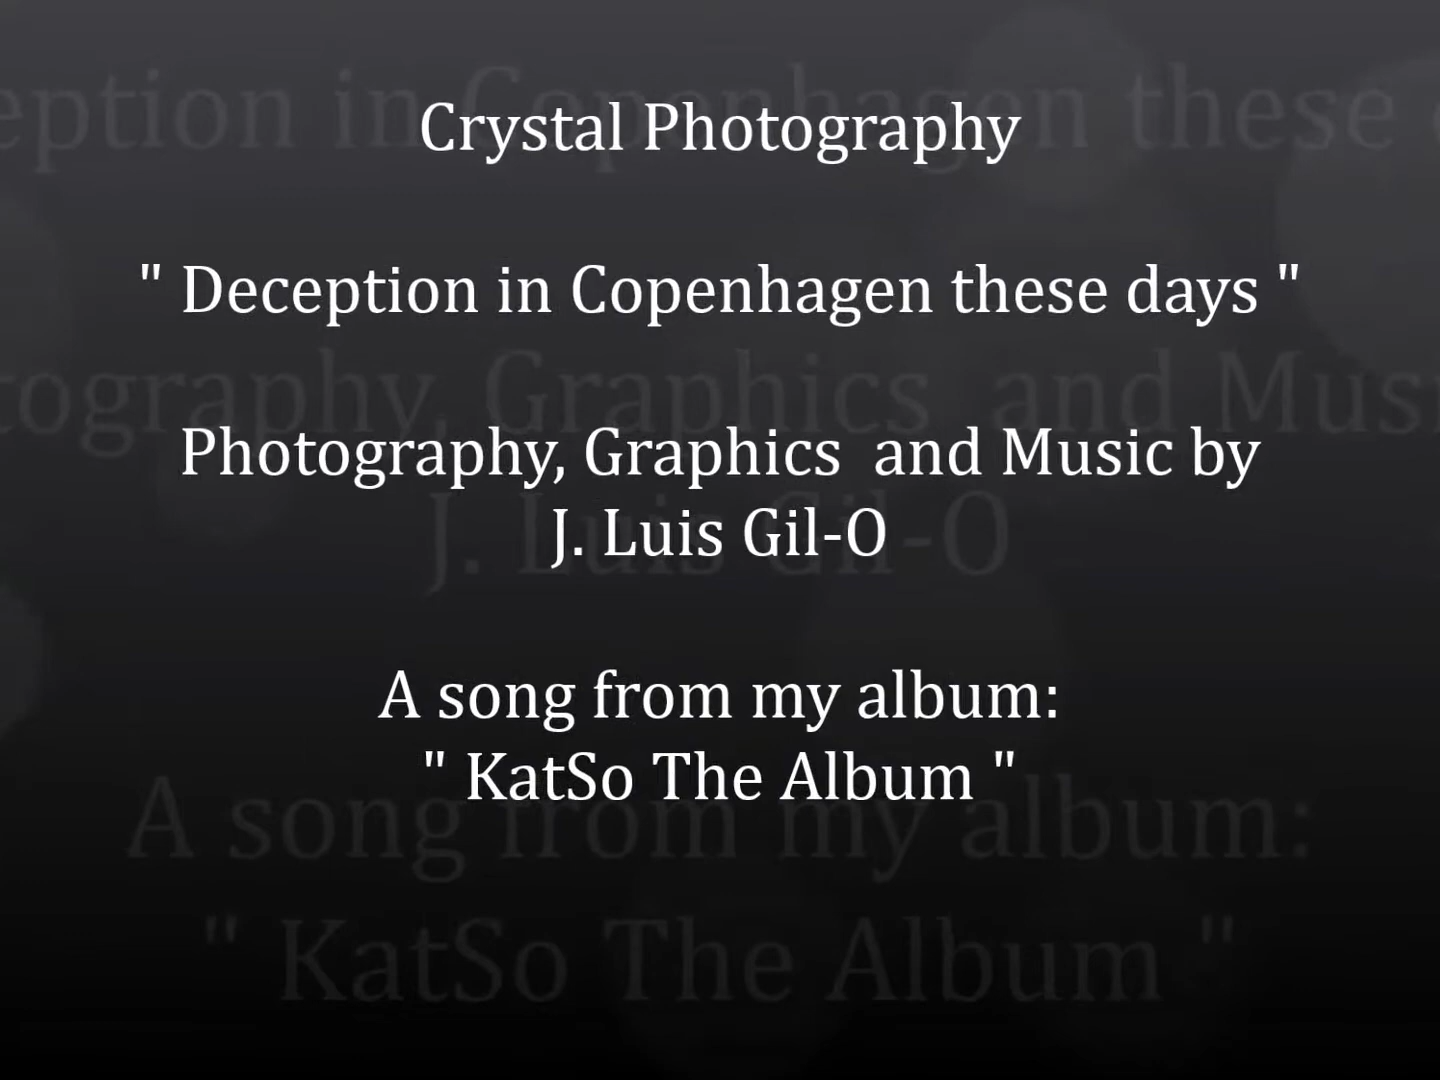 Crystal Photography
" Deception in Copenhagen these days "
Photography, Graphics  and Music by
J. Luis Gil-O
A song from my album:
" KatSo The Album "